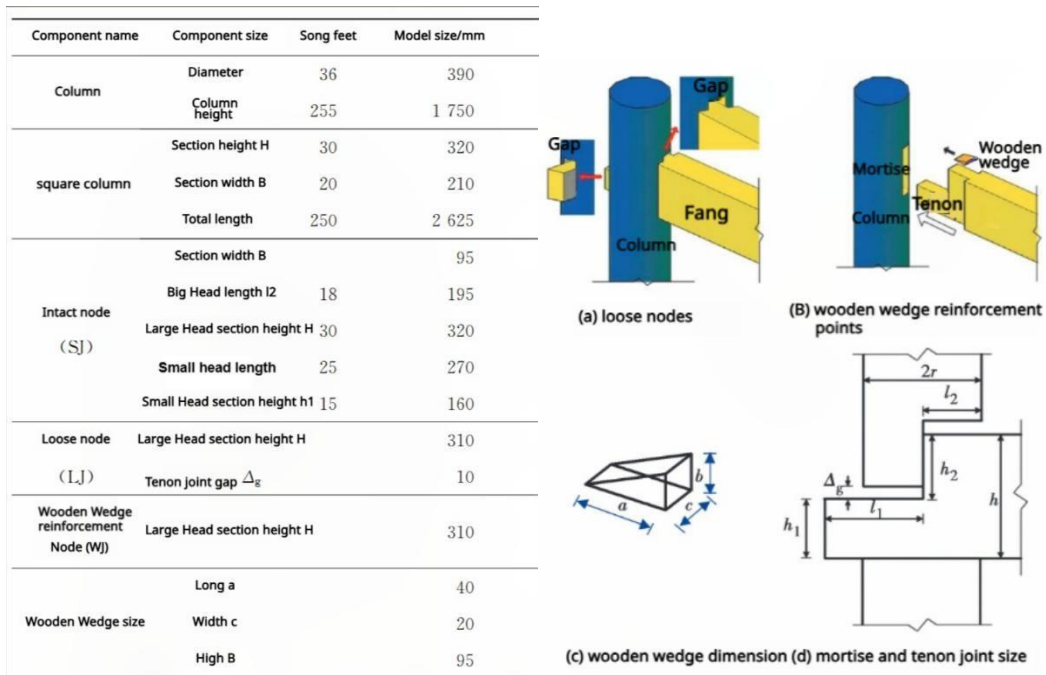 Component name Component size Song feet Model size/mm
Column
Diameter 36 390
Column
height 255 1 750
square column
Section height H 30 320
Section width B 20 210
Total length 250 2 625
Intact node
(SJ)
Section width B 95
Big Head length l2 18 195
Large Head section height H 30 320
Small head length 25 270
Small Head section height h1 15 160
Loose node
(LJ)
Large Head section height H 310
Tenon joint gap Δg 10
Wooden Wedge
reinforcement
Node (WJ)
Large Head section height H 310
Wooden Wedge size
Long a 40
Width c 20
High B 95
Gap
Gap
Fang
Column
(a) loose nodes
Mortise
Column
Tenon
Wooden
wedge
(B) wooden wedge reinforcement
points
a
b
c
2r
l2
h2
Δg
l1
h1
h
(c) wooden wedge dimension (d) mortise and tenon joint size